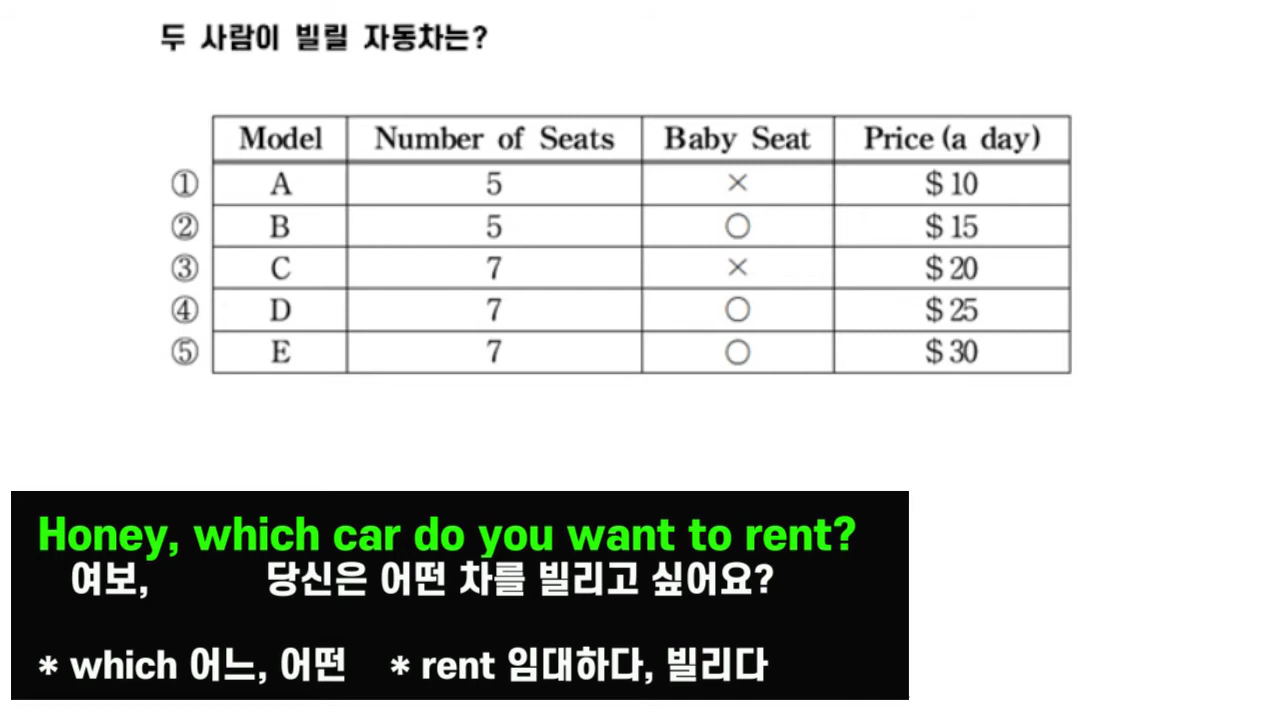 두 사람이 빌릴 자동차는?
Model Number of Seats Baby Seat Price (a day)
① A 5 × $ 10
② B 5 ○ $ 15
③ C 7 × $ 20
④ D 7 ○ $ 25
⑤ E 7 ○ $ 30
Honey, which car do you want to rent?
여보, 당신은 어떤 차를 빌리고 싶어요?
* which 어느, 어떤 * rent 임대하다, 빌리다